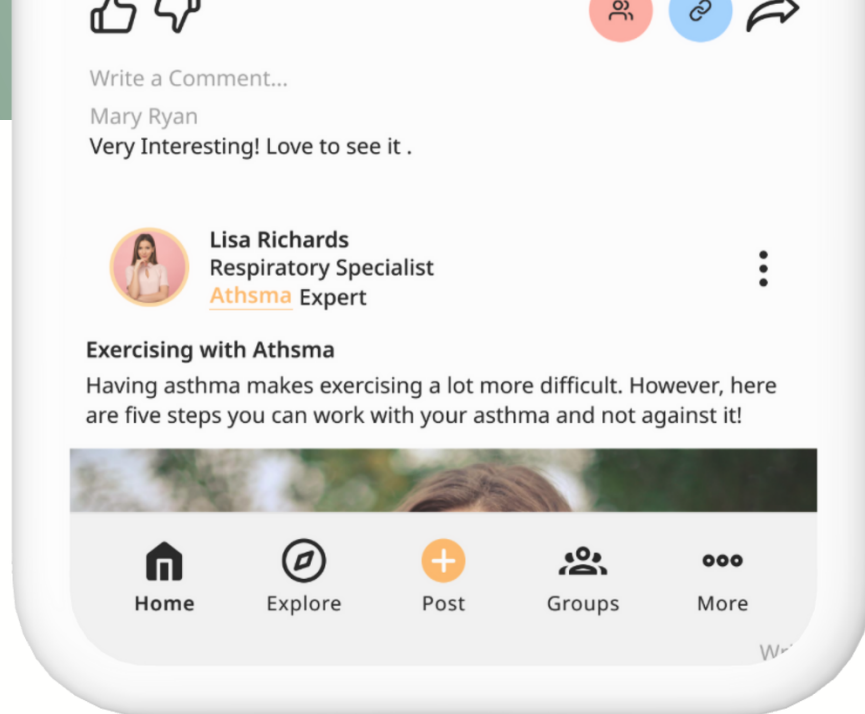 Write a Comment...
Mary Ryan
Very Interesting! Love to see it .
Lisa Richards
Respiratory Specialist
Athsma Expert
Exercising with Athsma
Having asthma makes exercising a lot more difficult. However, here
are five steps you can work with your asthma and not against it!
Home Explore Post Groups More